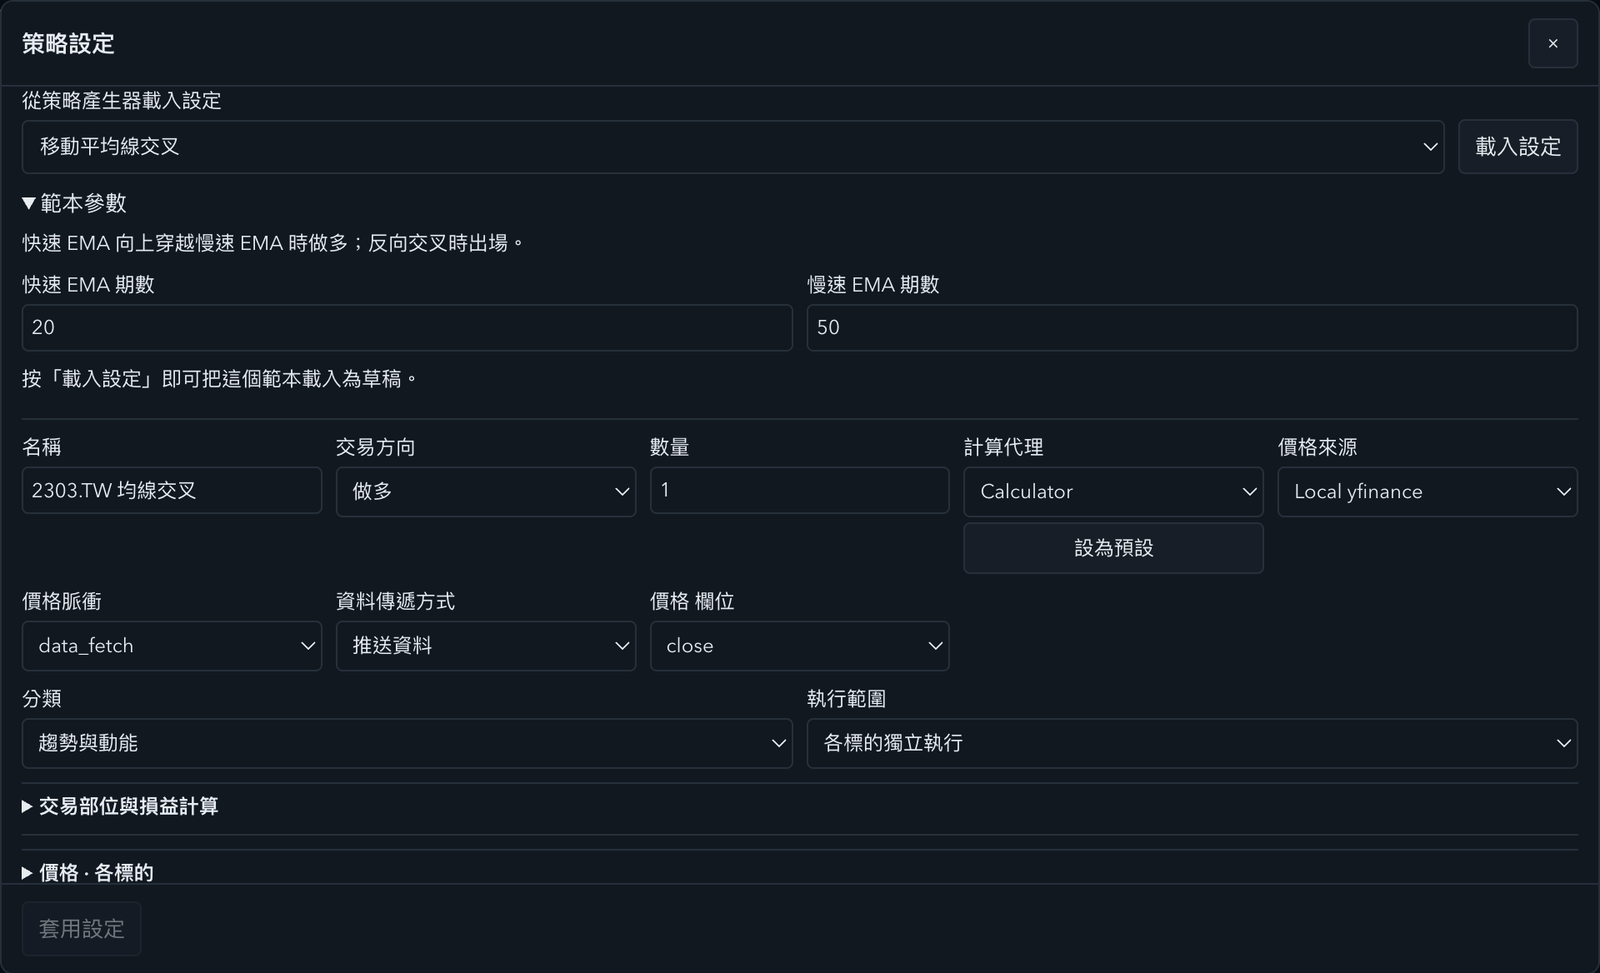 策略設定
×
從策略產生器載入設定
移動平均線交叉
載入設定
▼範本參數
快速 EMA 向上穿越慢速 EMA 時做多；反向交叉時出場。
快速 EMA 期數
慢速 EMA 期數
20
50
按「載入設定」即可把這個範本載入為草稿。
名稱
交易方向
數量
計算代理
價格來源
2303.TW 均線交叉
做多
1
Calculator
Local yfinance
設為預設
價格脈衝
資料傳遞方式
價格 欄位
data_fetch
推送資料
close
分類
執行範圍
趨勢與動能
各標的獨立執行
▶ 交易部位與損益計算
▶ 價格 · 各標的
套用設定